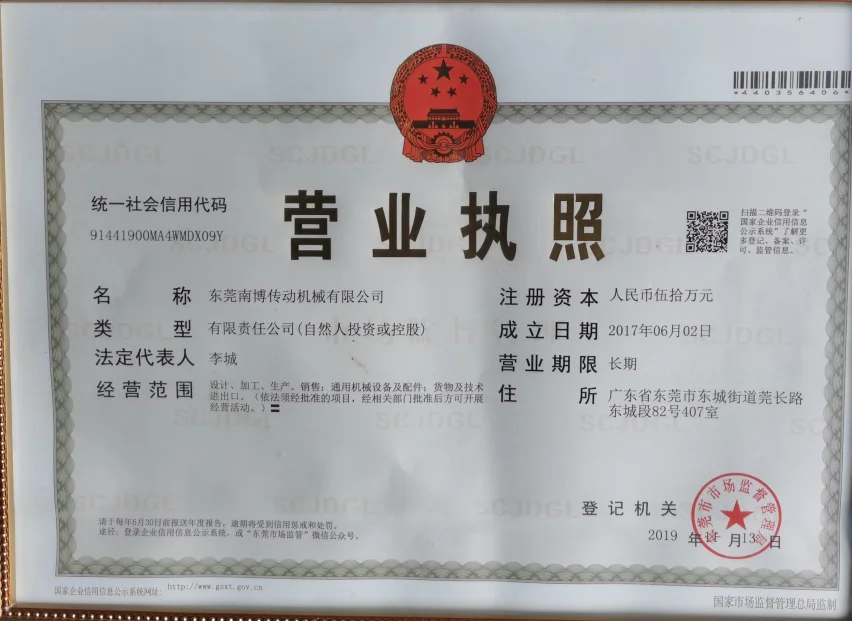 *440356406*
营业执照
统一社会信用代码
91441900MA4WMDX09Y
扫描二维码登录“
国家企业信用信息
公示系统”了解更
多登记、备案、许
可、监管信息。
名 称 东莞南博传动机械有限公司
类 型 有限责任公司(自然人投资或控股)
法定代表人 李城
经营范围 设计、加工、生产、销售：通用机械设备及配件；货物及技术
进出口。（依法须经批准的项目，经相关部门批准后方可开展
经营活动。）
注册资本 人民币伍拾万元
成立日期 2017年06月02日
营业期限 长期
住 所 广东省东莞市东城街道莞长路
东城段82号407室
登记机关
东莞市市场监督管理局
2019 年11月13日
请于每年6月30日前报送年度报告，逾期将受到信用惩戒和处罚。
途径：登录企业信用信息公示系统，或“东莞市场监管”微信公众号。
国家企业信用信息公示系统网址：http://www.gsxt.gov.cn
国家市场监督管理总局监制
SCJDGL